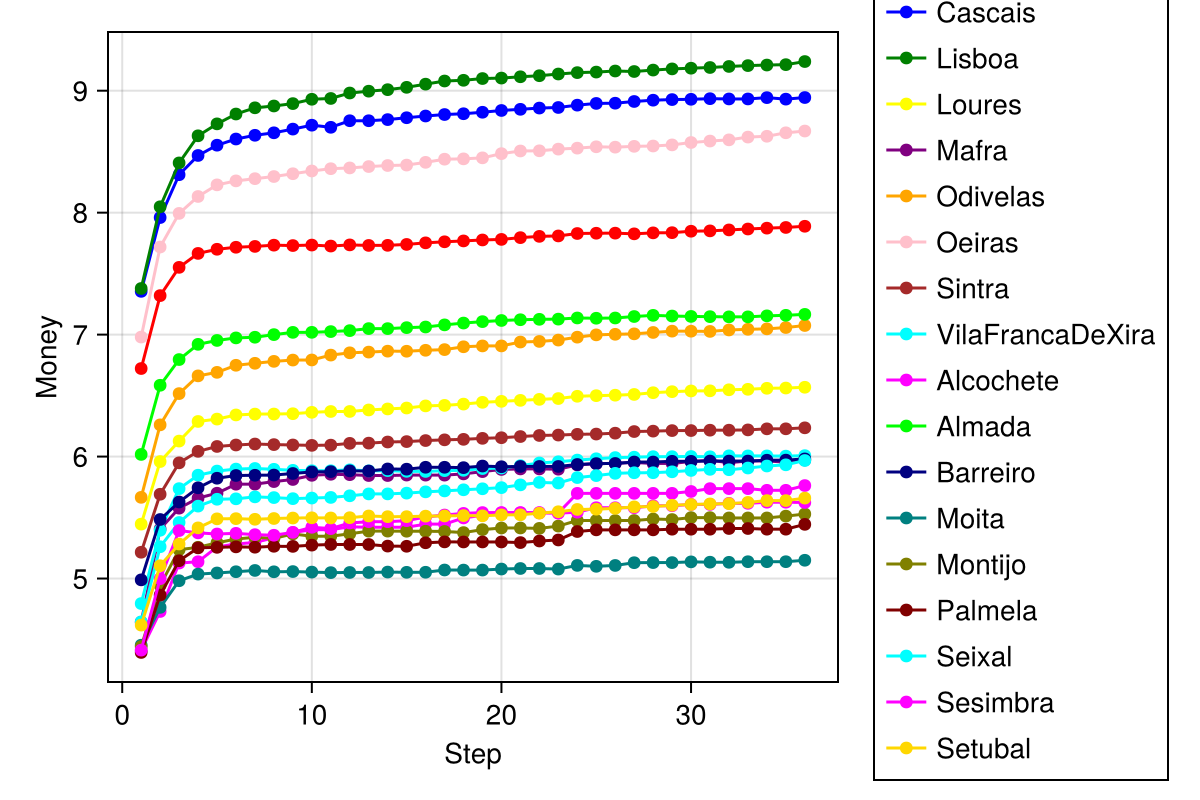 Cascais
Lisboa
Loures
Mafra
Odivelas
Oeiras
Sintra
VilaFrancaDeXira
Alcochete
Almada
Barreiro
Moita
Montijo
Palmela
Seixal
Sesimbra
Setubal
9
8
7
6
5
Money
0 10 20 30
Step